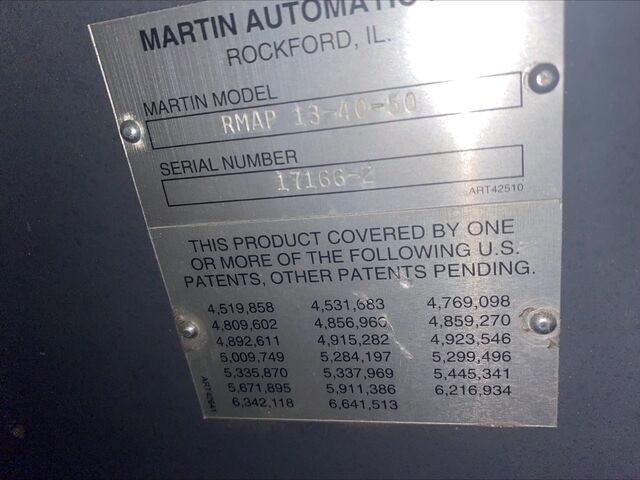 MARTIN AUTOMATIC
ROCKFORD, IL.
MARTIN MODEL
RMAP 13-40-50
SERIAL NUMBER
17166-2
ART42510
THIS PRODUCT COVERED BY ONE
OR MORE OF THE FOLLOWING U.S.
PATENTS, OTHER PATENTS PENDING.
4,519,858 4,531,683 4,769,098
4,809,602 4,856,966 4,859,270
4,892,611 4,915,282 4,923,546
5,009,749 5,284,197 5,299,496
5,335,870 5,337,969 5,445,341
5,671,895 5,911,386 6,216,934
6,342,118 6,641,513